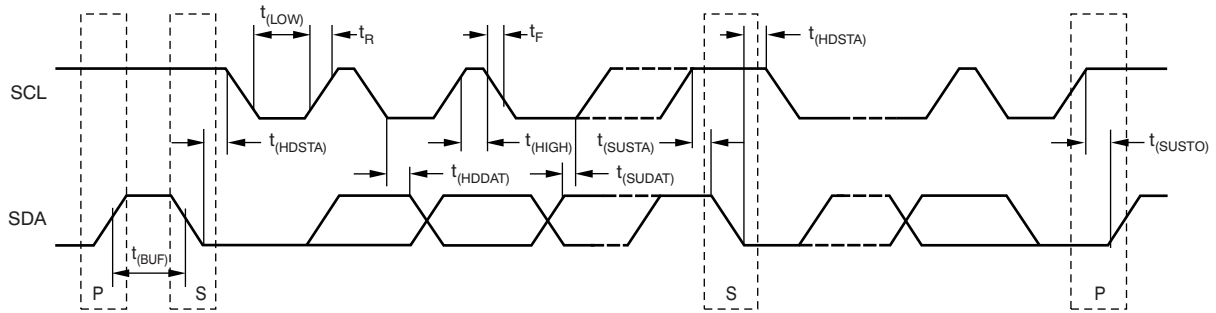 t(LOW)
tR
tF
t(HDSTA)
SCL
t(HDSTA)
t(HIGH)
t(SUSTA)
t(SUSTO)
t(HDDAT)
t(SUDAT)
SDA
t(BUF)
P
S
S
P